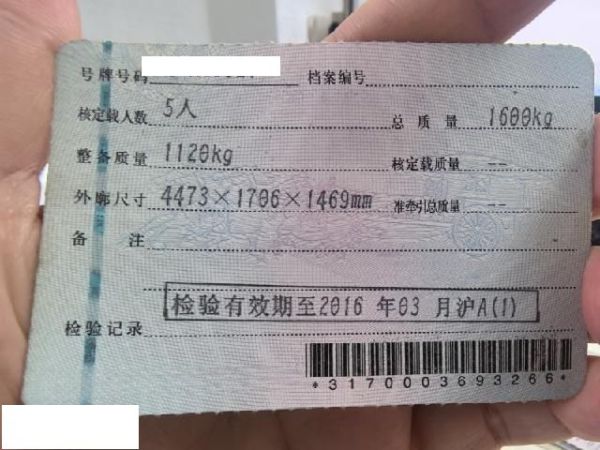 号牌号码 档案编号
核定载人数 5人 总质量 1600kg
整备质量 1120kg 核定载质量 --
外廓尺寸 4473×1706×1469mm 准牵引总质量 --
备注
检验有效期至2016 年03 月沪A(1)
检验记录
*3170003693266*